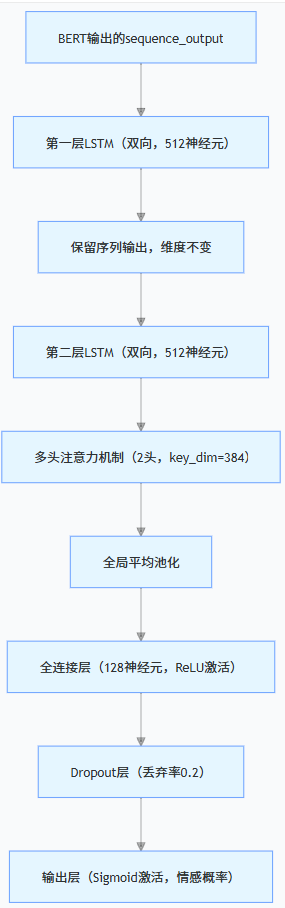 BERT输出的sequence_output
第一层LSTM（双向，512神经元）
保留序列输出，维度不变
第二层LSTM（双向，512神经元）
多头注意力机制（2头，key_dim=384）
全局平均池化
全连接层（128神经元，ReLU激活）
Dropout层（丢弃率0.2）
输出层（Sigmoid激活，情感概率）